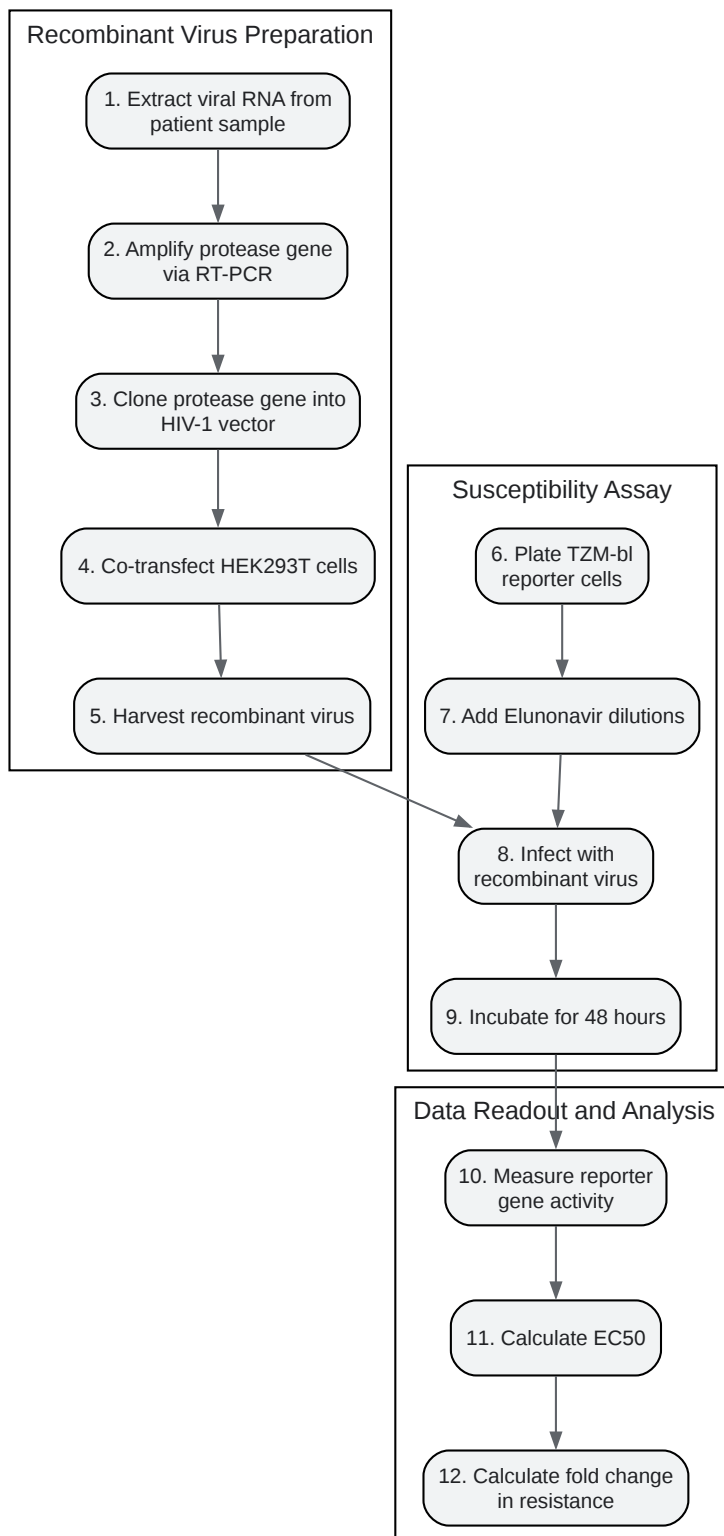 Recombinant Virus Preparation
1. Extract viral RNA from
patient sample
2. Amplify protease gene
via RT-PCR
3. Clone protease gene into
HIV-1 vector
4. Co-transfect HEK293T cells
5. Harvest recombinant virus
Susceptibility Assay
6. Plate TZM-bl
reporter cells
7. Add Elunonavir dilutions
8. Infect with
recombinant virus
9. Incubate for 48 hours
Data Readout and Analysis
10. Measure reporter
gene activity
11. Calculate EC50
12. Calculate fold change
in resistance